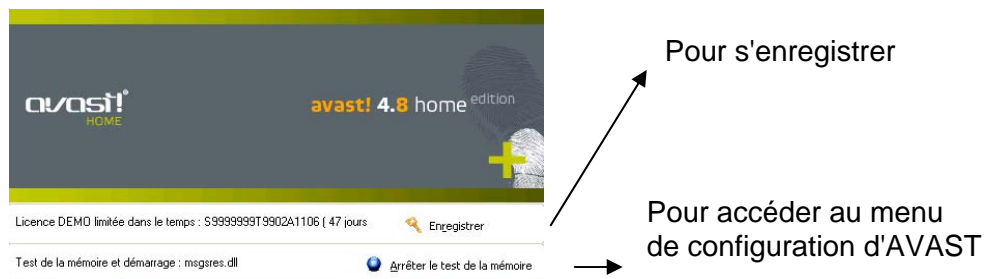 avast!
HOME
avast! 4.8 home edition
Pour s'enregistrer
Licence DEMO limitée dans le temps : S9999999T9902A1106 ( 47 jours
Enregistrer
Pour accéder au menu
de configuration d'AVAST
Test de la mémoire et démarrage : msgsres.dll
Arrêter le test de la mémoire